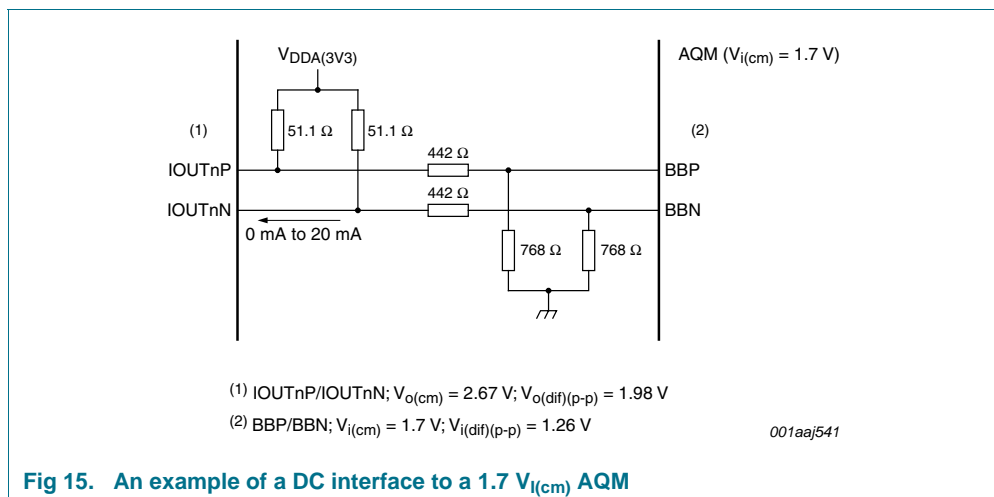 VDDA(3V3)
AQM (Vi(cm) = 1.7 V)
(1)
51.1 Ω
51.1 Ω
(2)
442 Ω
IOUTnP
BBP
442 Ω
IOUTnN
BBN
0 mA to 20 mA
768 Ω
768 Ω
(1) IOUTnP/IOUTnN; Vo(cm) = 2.67 V; Vo(dif)(p-p) = 1.98 V
(2) BBP/BBN; Vi(cm) = 1.7 V; Vi(dif)(p-p) = 1.26 V
001aaj541
Fig 15. An example of a DC interface to a 1.7 VI(cm) AQM